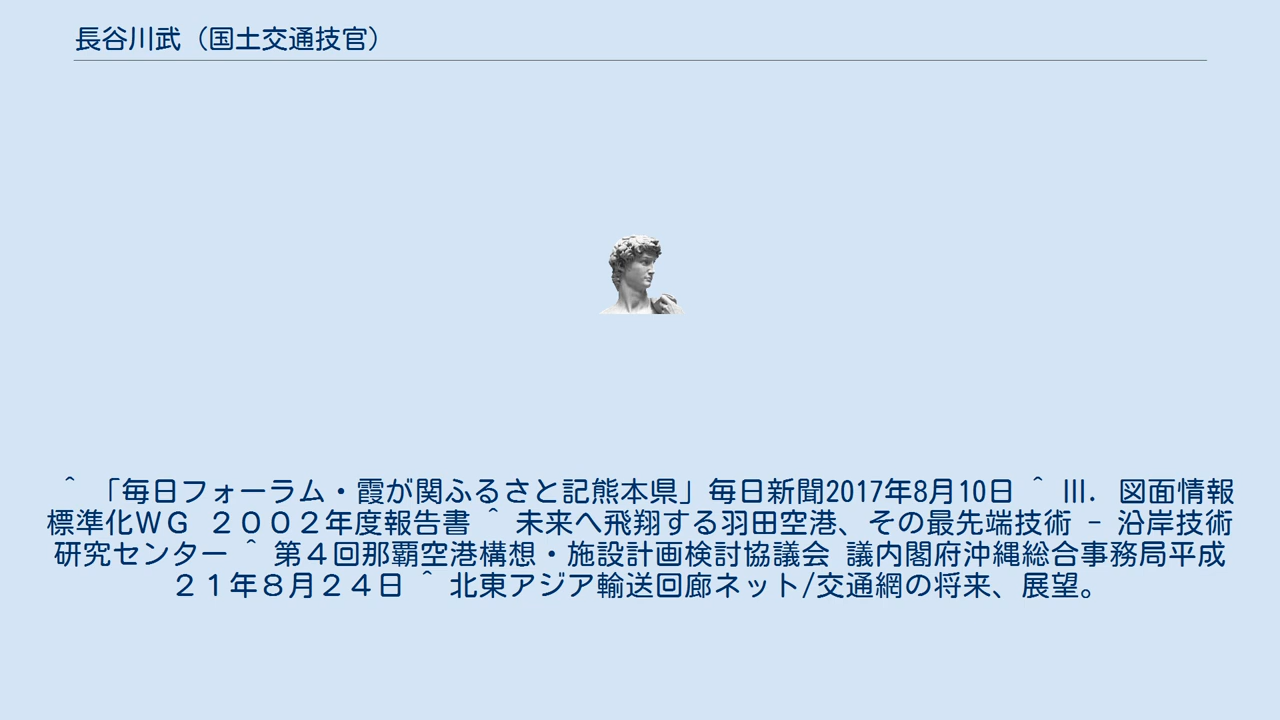 長谷川武（国土交通技官）
^ 「毎日フォーラム・霞が関ふるさと記熊本県」毎日新聞2017年8月10日 ^ Ⅲ． 図面情報
標準化ＷＧ ２００２年度報告書 ^ 未来へ飛翔する羽田空港、その最先端技術 – 沿岸技術
研究センター ^ 第４回那覇空港構想・施設計画検討協議会 議内閣府沖縄総合事務局平成
２１年８月２４日 ^ 北東アジア輸送回廊ネット/交通網の将来、展望。